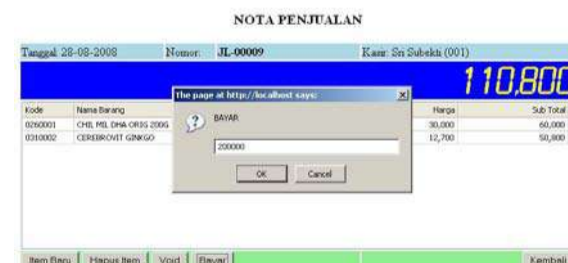 NOTA PENJUALAN
Tanggal: 28-08-2008 Nomor: JL-00009 Kasir: Sri Subekti (001)
110,800
The page at http://localhost says:
Kode Nama Barang Harga Sub Total
BAYAR
0260001 CHIL MIL DHA ORIS 200G 30,000 60,000
0310002 CEREBROVIT GINKGO 12,700 50,800
200000
OK Cancel
Item Baru Hapus Item Void Bayar Kembali